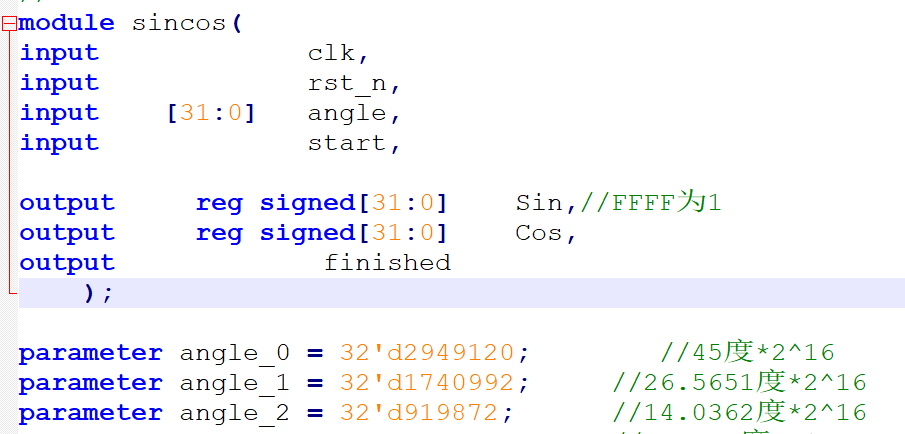 module sincos(
input clk,
input rst_n,
input [31:0] angle,
input start,
output reg signed[31:0] Sin,//FFFF为1
output reg signed[31:0] Cos,
output finished
);
parameter angle_0 = 32'd2949120; //45度*2^16
parameter angle_1 = 32'd1740992; //26.5651度*2^16
parameter angle_2 = 32'd919872; //14.0362度*2^16